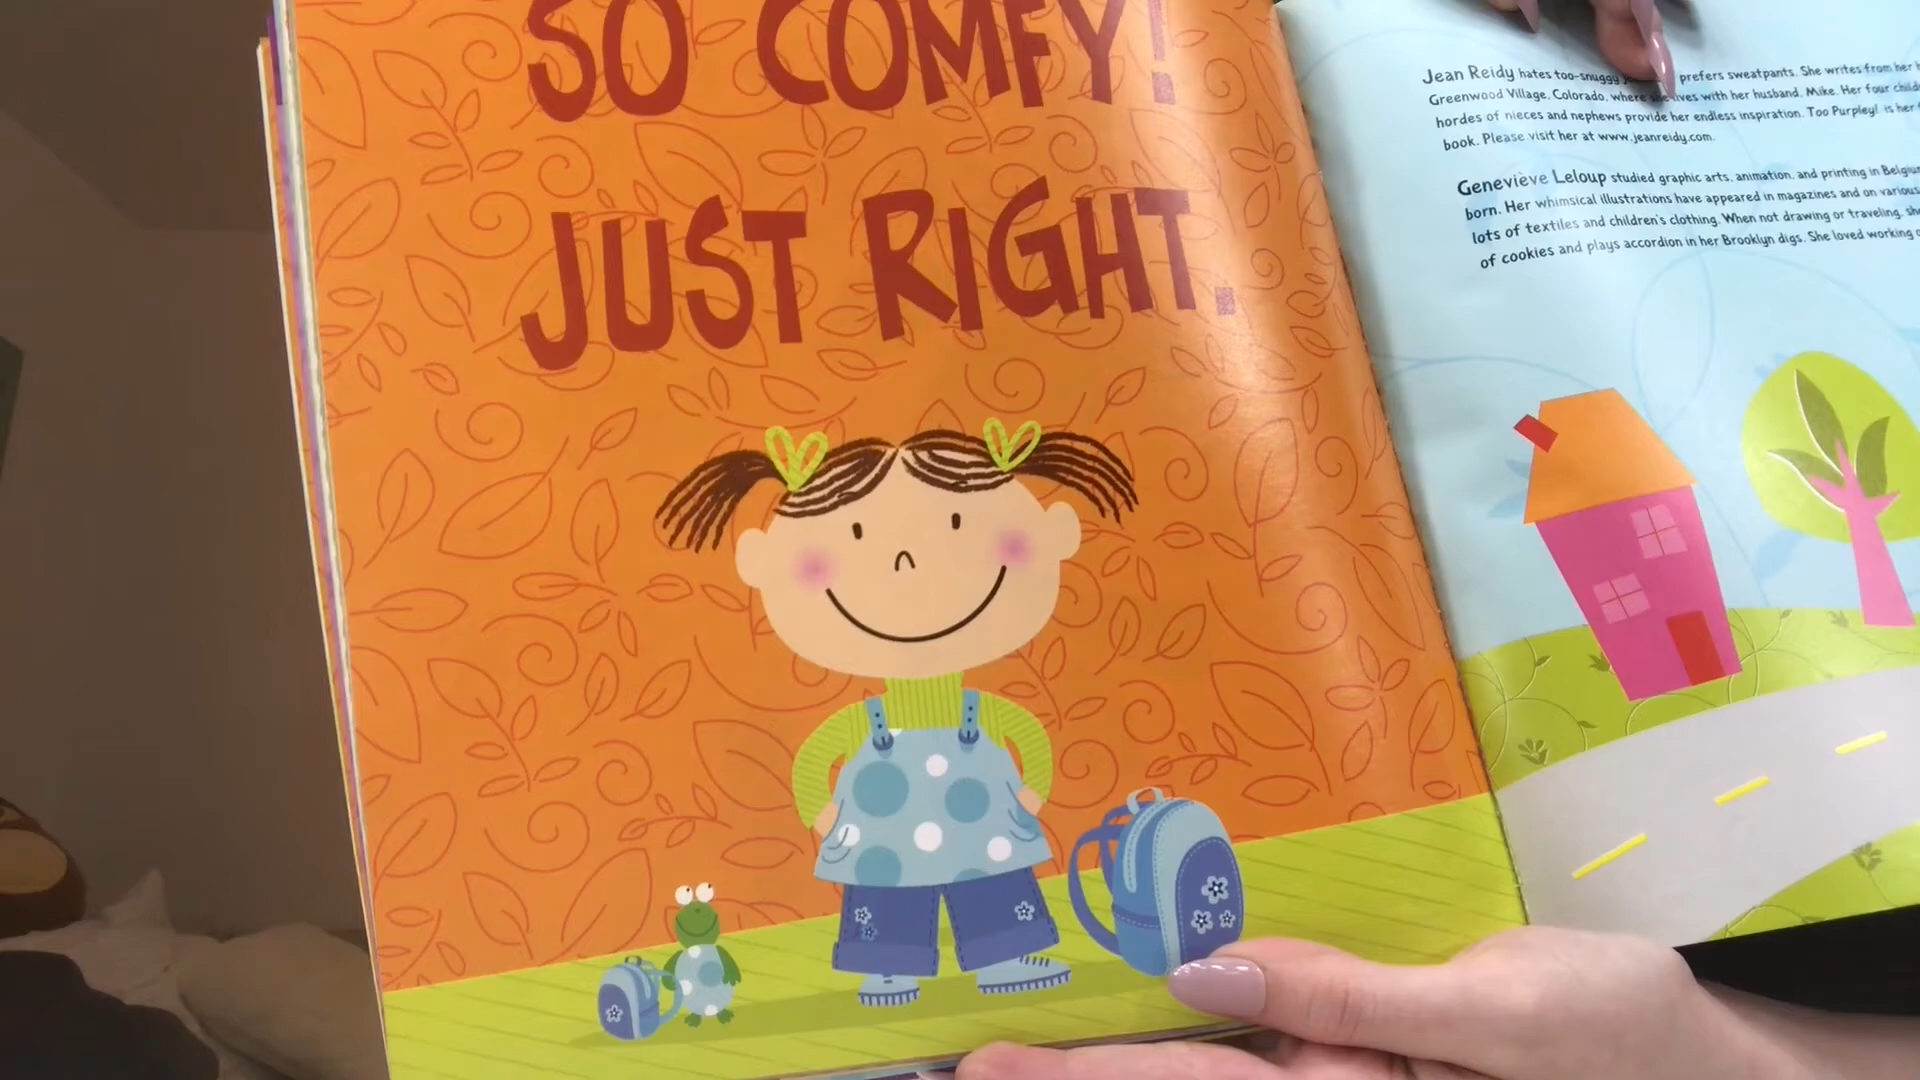 SO COMFY!
JUST RIGHT.
Jean Reidy hates too-snuggy prefers sweatpants. She writes from her
Greenwood Village, Colorado, where she lives with her husband, Mike. Her four
hordes of nieces and nephews provide her endless inspiration. Too Purpley! is her
book. Please visit her at www.jeanreidy.com.
Genevieve Leloup studied graphic arts, animation, and printing in
born. Her whimsical illustrations have appeared in magazines and on various
lots of textiles and children's clothing. When not drawing or traveling,
of cookies and plays accordion in her Brooklyn digs. She loved working